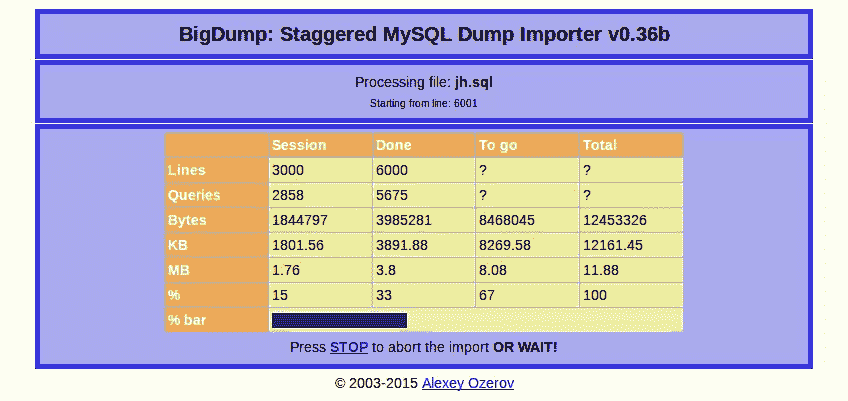 BigDump: Staggered MySQL Dump Importer v0.36b
Processing file: jh.sql
Starting from line: 6001
Session Done To go Total
Lines 3000 6000 ? ?
Queries 2858 5675 ? ?
Bytes 1844797 3985281 8468045 12453326
KB 1801.56 3891.88 8269.58 12161.45
MB 1.76 3.8 8.08 11.88
% 15 33 67 100
% bar
Press STOP to abort the import OR WAIT!
© 2003-2015 Alexey Ozerov